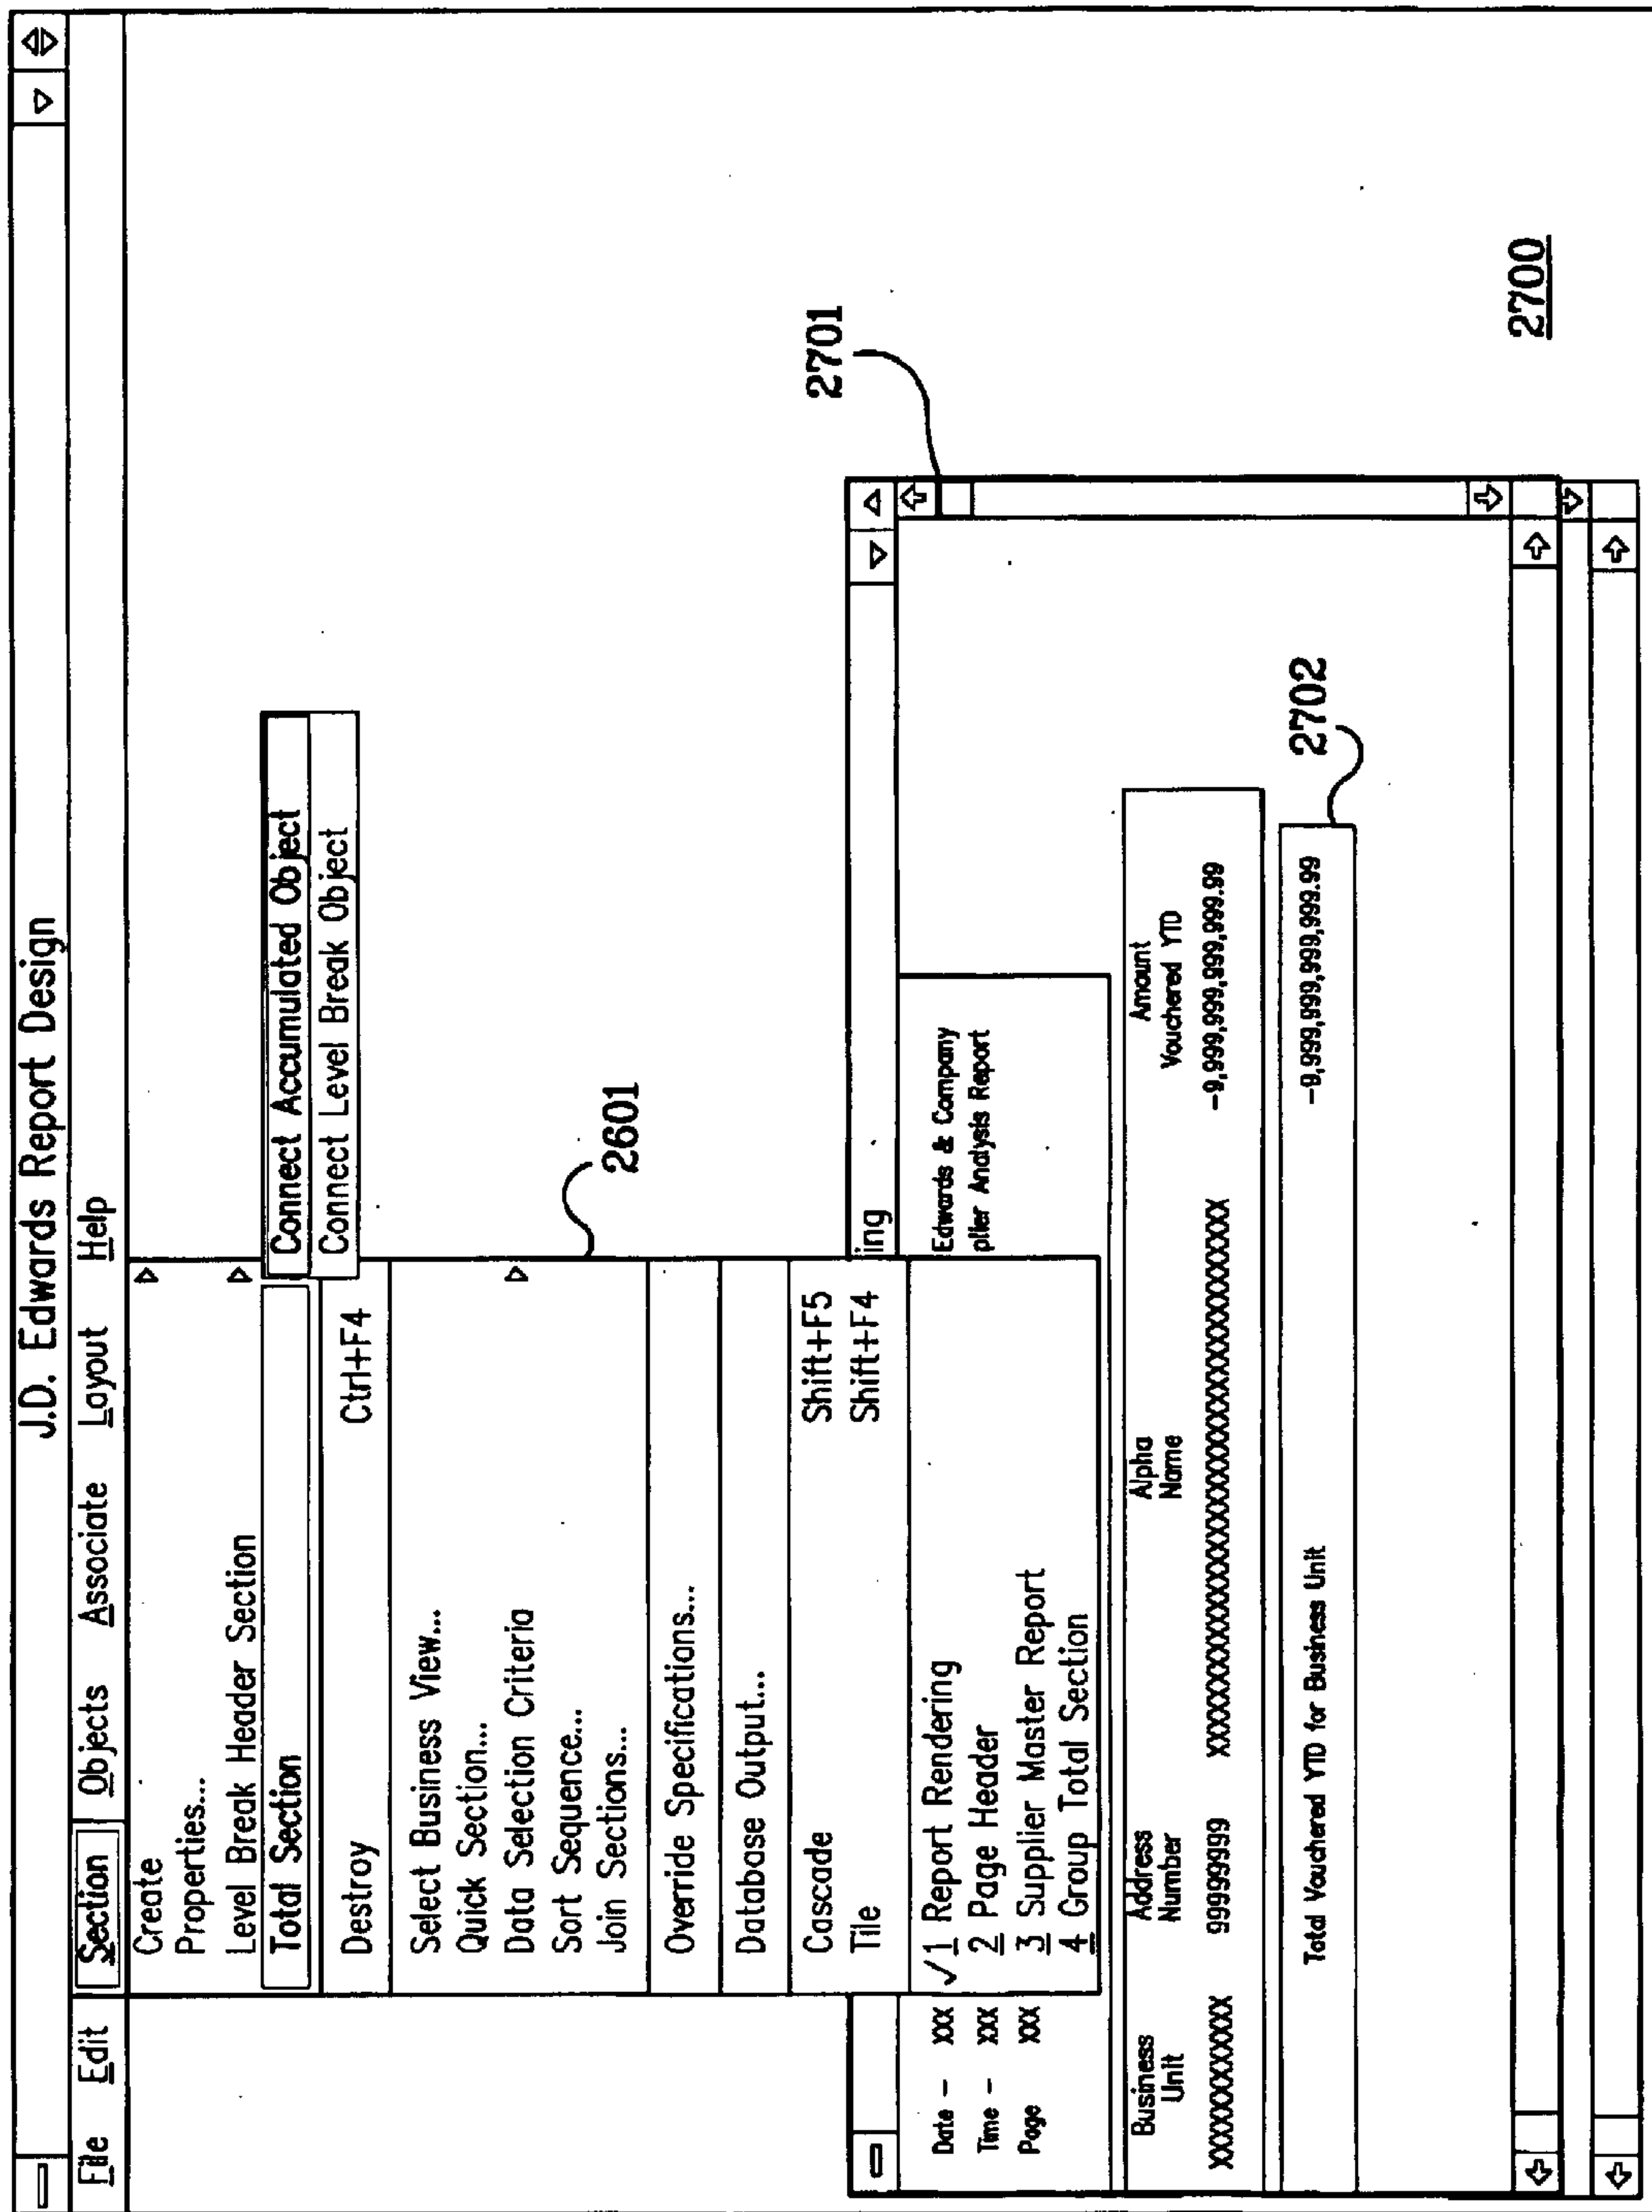 J.D. Edwards Report Design
File Edit Section Objects Associate Layout Help
Create
Properties...
Level Break Header Section
Total Section
Connect Accumulated Object
Connect Level Break Object
Destroy Ctrl+F4
Select Business View...
Quick Section...
Data Selection Criteria
Sort Sequence...
Join Sections...
2601
Override Specifications...
Database Output...
Cascade Shift+F5
Tile Shift+F4
ing
2701
√1 Report Rendering
2 Page Header
3 Supplier Master Report
4 Group Total Section
Date - XXX
Time - XXX
Page XXX
Edwards & Company
plier Analysis Report
Business Unit
Address Number
Alpha Name
Amount Vouchered YTD
99999999
-9,999,999,999,999.99
Total Vouchered YTD for Business Unit -9,999,999,999,999.99
2702
2700